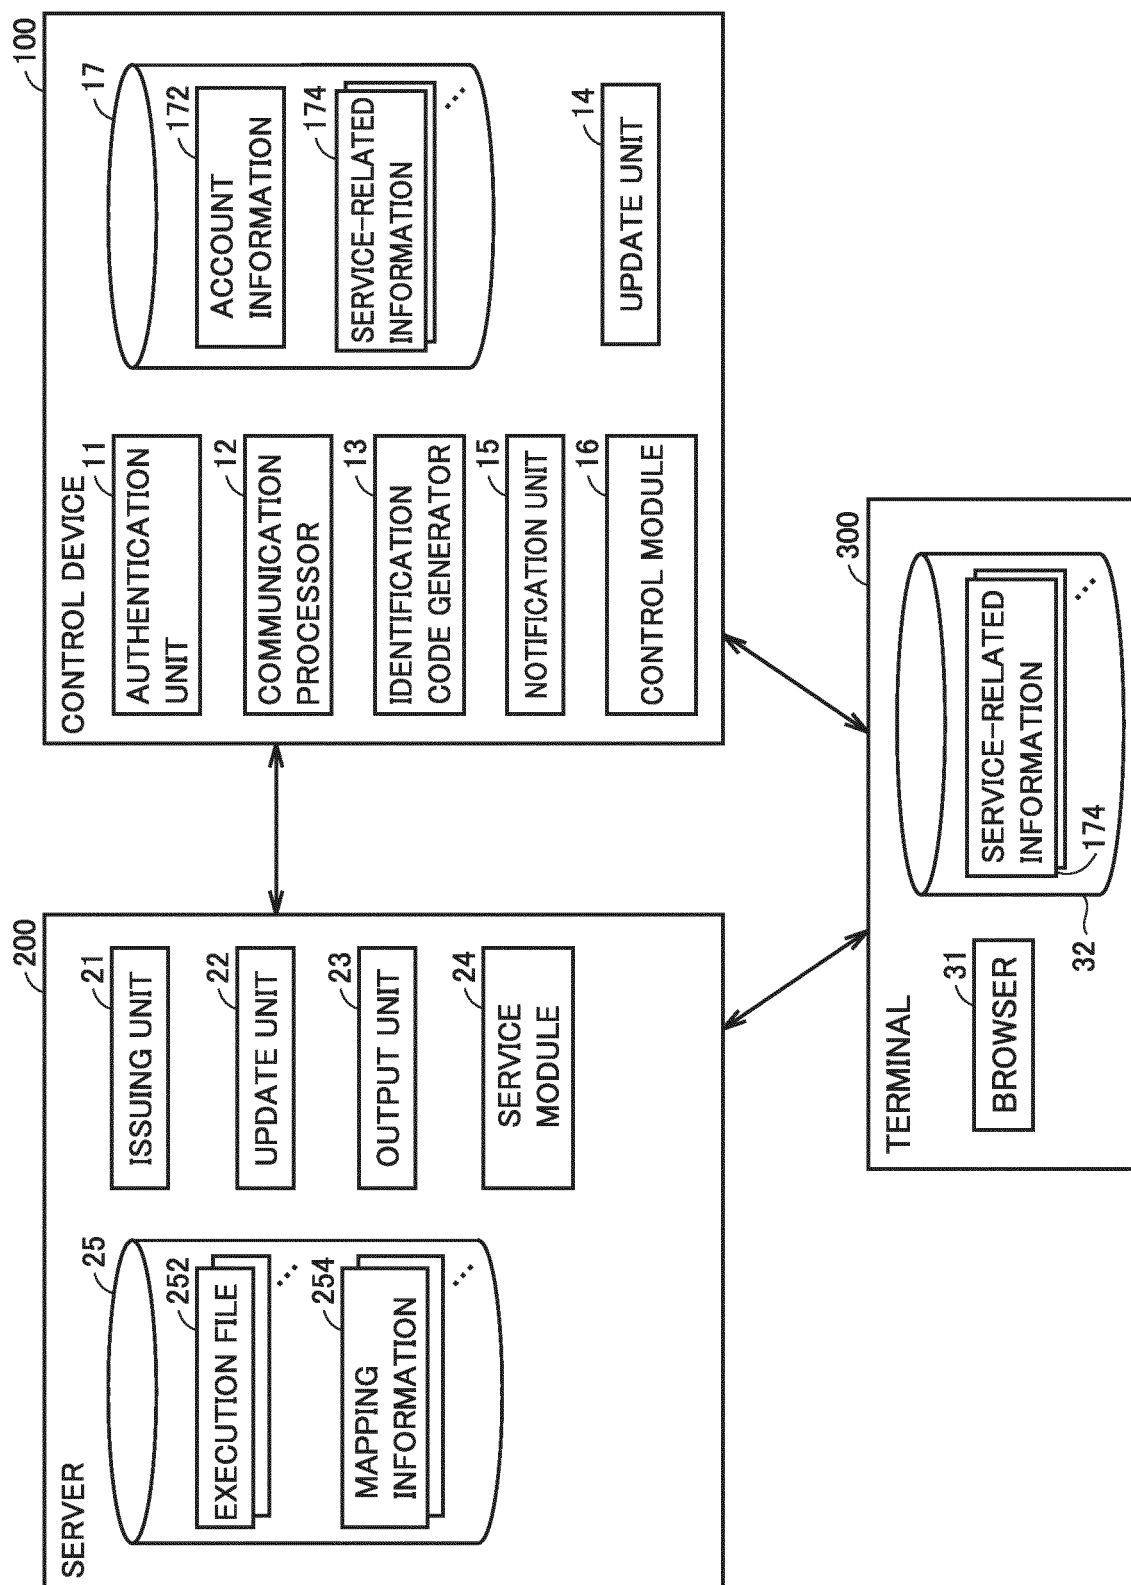 SERVER
200
25
252
EXECUTION FILE
254
MAPPING
INFORMATION
21
ISSUING UNIT
22
UPDATE UNIT
23
OUTPUT UNIT
24
SERVICE
MODULE
CONTROL DEVICE
100
11
AUTHENTICATION
UNIT
12
COMMUNICATION
PROCESSOR
13
IDENTIFICATION
CODE GENERATOR
15
NOTIFICATION UNIT
16
CONTROL MODULE
17
172
ACCOUNT
INFORMATION
174
SERVICE-RELATED
INFORMATION
14
UPDATE UNIT
TERMINAL
300
31
BROWSER
32
SERVICE-RELATED
INFORMATION
174